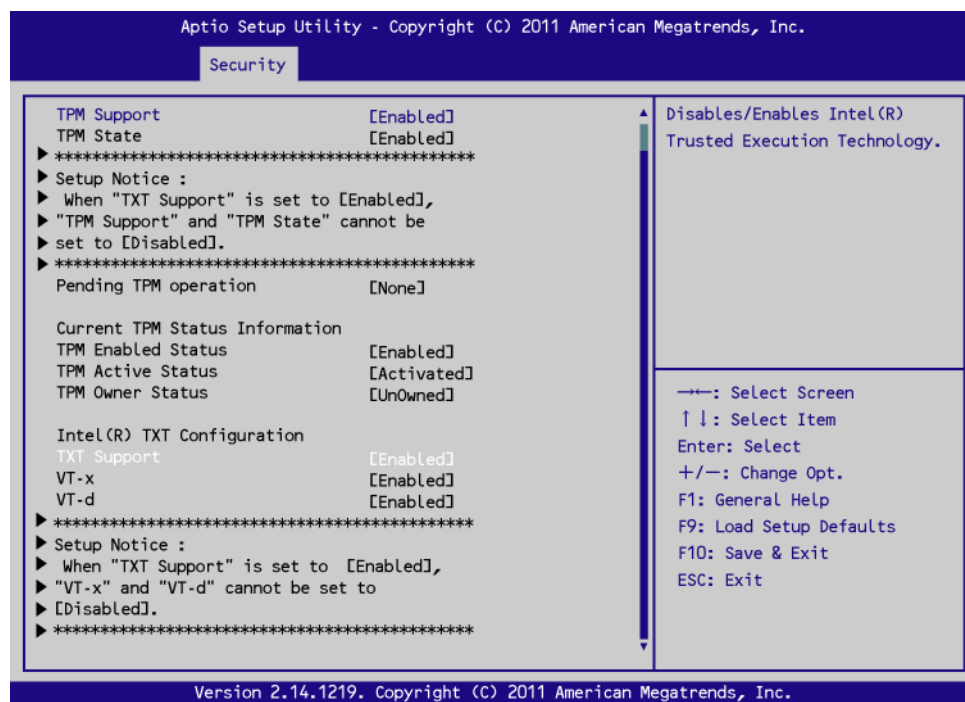 Aptio Setup Utility - Copyright (C) 2011 American Megatrends, Inc.
Security
TPM Support [Enabled]
TPM State [Enabled]
▶ *********************************************
▶ Setup Notice :
▶ When "TXT Support" is set to [Enabled],
▶ "TPM Support" and "TPM State" cannot be
▶ set to [Disabled].
▶ *********************************************
Pending TPM operation [None]
Current TPM Status Information
TPM Enabled Status [Enabled]
TPM Active Status [Activated]
TPM Owner Status [UnOwned]
Intel(R) TXT Configuration
TXT Support [Enabled]
VT-x [Enabled]
VT-d [Enabled]
▶ *********************************************
▶ Setup Notice :
▶ When "TXT Support" is set to [Enabled],
▶ "VT-x" and "VT-d" cannot be set to
▶ [Disabled].
▶ *********************************************
Disables/Enables Intel(R)
Trusted Execution Technology.
→←: Select Screen
↑↓: Select Item
Enter: Select
+/−: Change Opt.
F1: General Help
F9: Load Setup Defaults
F10: Save & Exit
ESC: Exit
Version 2.14.1219. Copyright (C) 2011 American Megatrends, Inc.